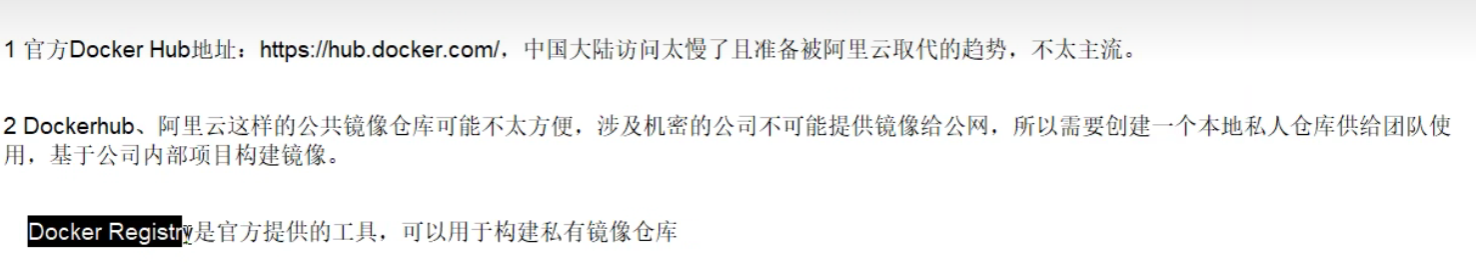 1 官方Docker Hub地址：https://hub.docker.com/，中国大陆访问太慢了且准备被阿里云取代的趋势，不太主流。
2 Dockerhub、阿里云这样的公共镜像仓库可能不太方便，涉及机密的公司不可能提供镜像给公网，所以需要创建一个本地私人仓库供给团队使
用，基于公司内部项目构建镜像。
Docker Registry是官方提供的工具，可以用于构建私有镜像仓库